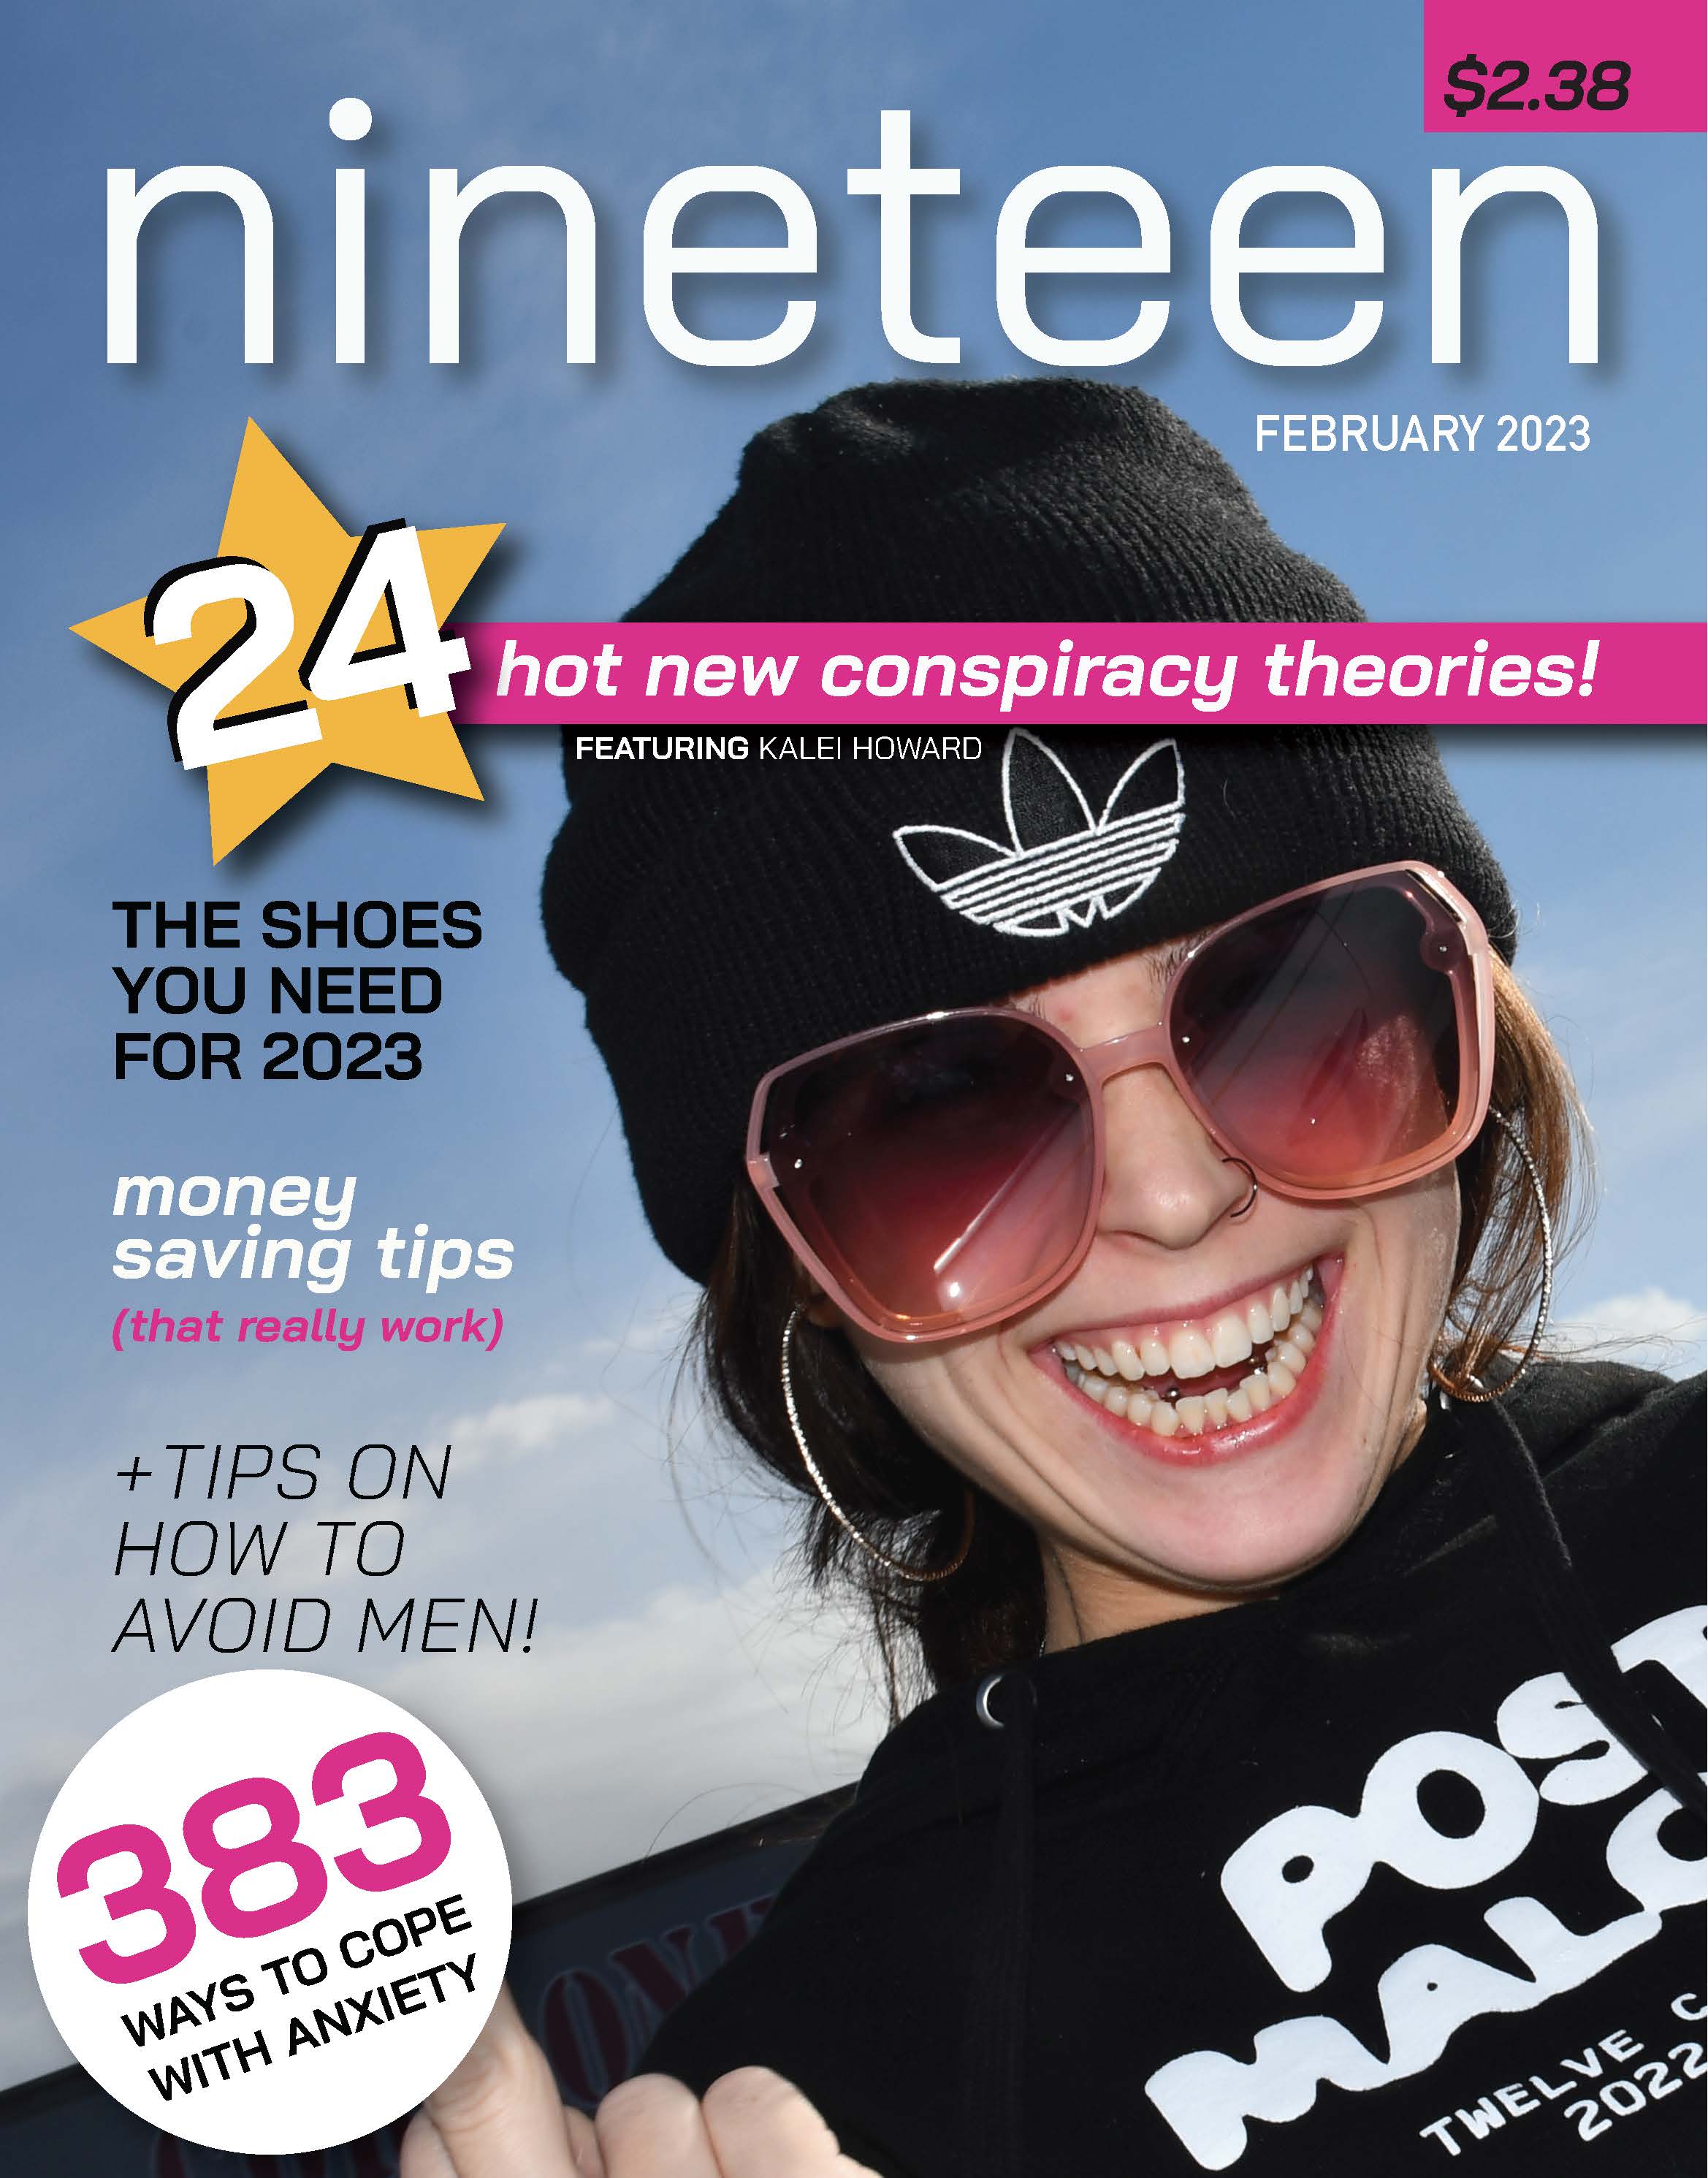 $2.38
nineteen
FEBRUARY 2023
24 hot new conspiracy theories!
FEATURING KALEI HOWARD
THE SHOES
YOU NEED
FOR 2023
money
saving tips
(that really work)
+TIPS ON
HOW TO
AVOID MEN!
383
WAYS TO COPE
WITH ANXIETY
POST
MALO
TWELVE C
2022